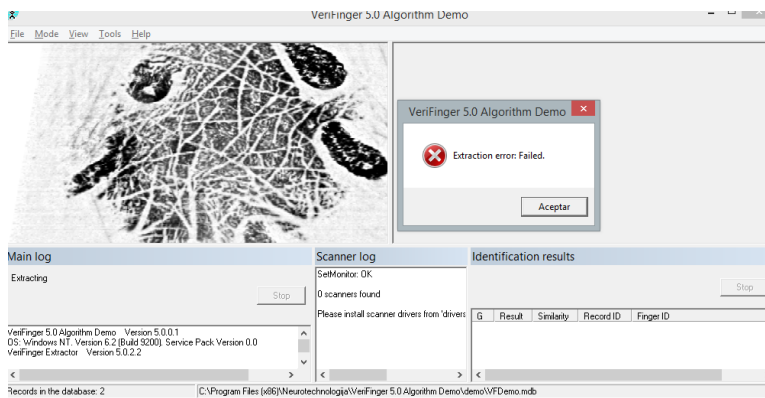 VeriFinger 5.0 Algorithm Demo
File Mode View Tools Help
VeriFinger 5.0 Algorithm Demo
Extraction error: Failed.
Aceptar
Main log
Extracting
Stop
VeriFinger 5.0 Algorithm Demo Version 5.0.0.1
OS: Windows NT. Version 6.2 (Build 9200). Service Pack Version 0.0
VeriFinger Extractor Version 5.0.2.2
Scanner log
SetMonitor: OK
0 scanners found
Please install scanner drivers from 'drivers
Identification results
Stop
G Result Similarity Record ID Finger ID
Records in the database: 2
C:\Program Files (x86)\Neurotechnologija\VeriFinger 5.0 Algorithm Demo\demo\VFDemo.mdb